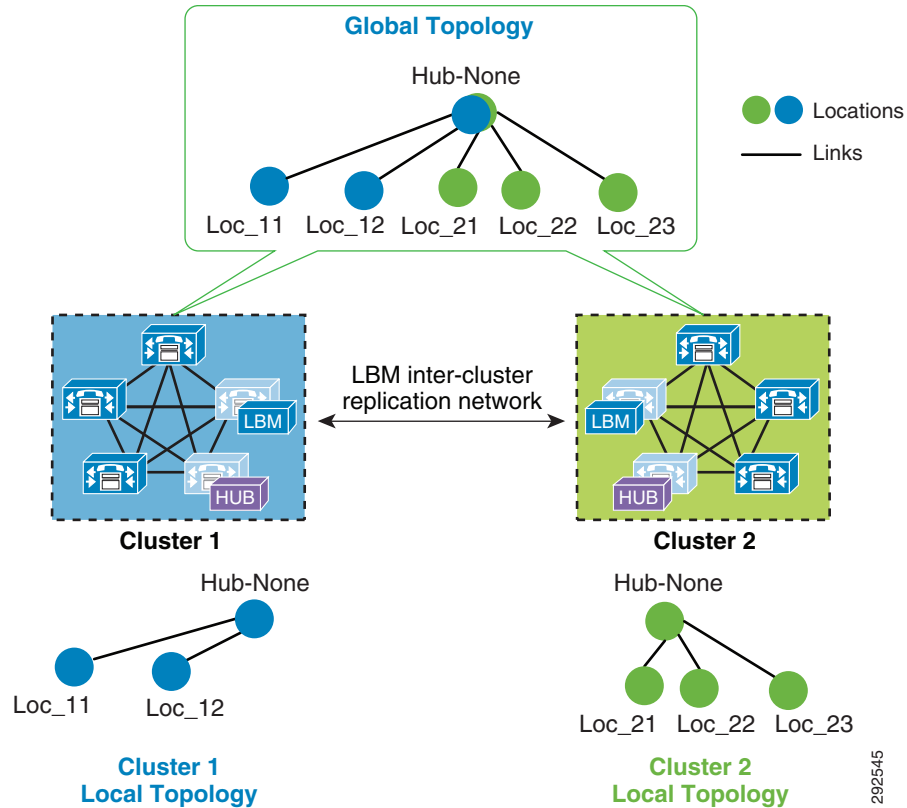 Global Topology
Hub-None
Locations
Links
Loc_11
Loc_12
Loc_21
Loc_22
Loc_23
LBM inter-cluster
replication network
LBM
HUB
LBM
HUB
Cluster 1
Cluster 2
Hub-None
Loc_11
Loc_12
Hub-None
Loc_21
Loc_22
Loc_23
Cluster 1
Local Topology
Cluster 2
Local Topology
292545